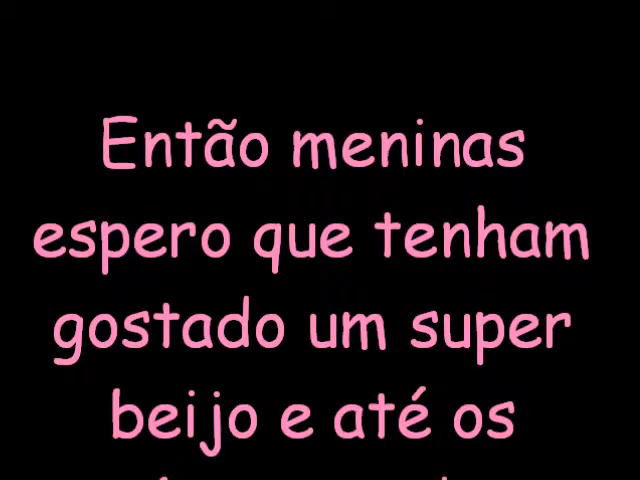 Então meninas
espero que tenham
gostado um super
beijo e até os